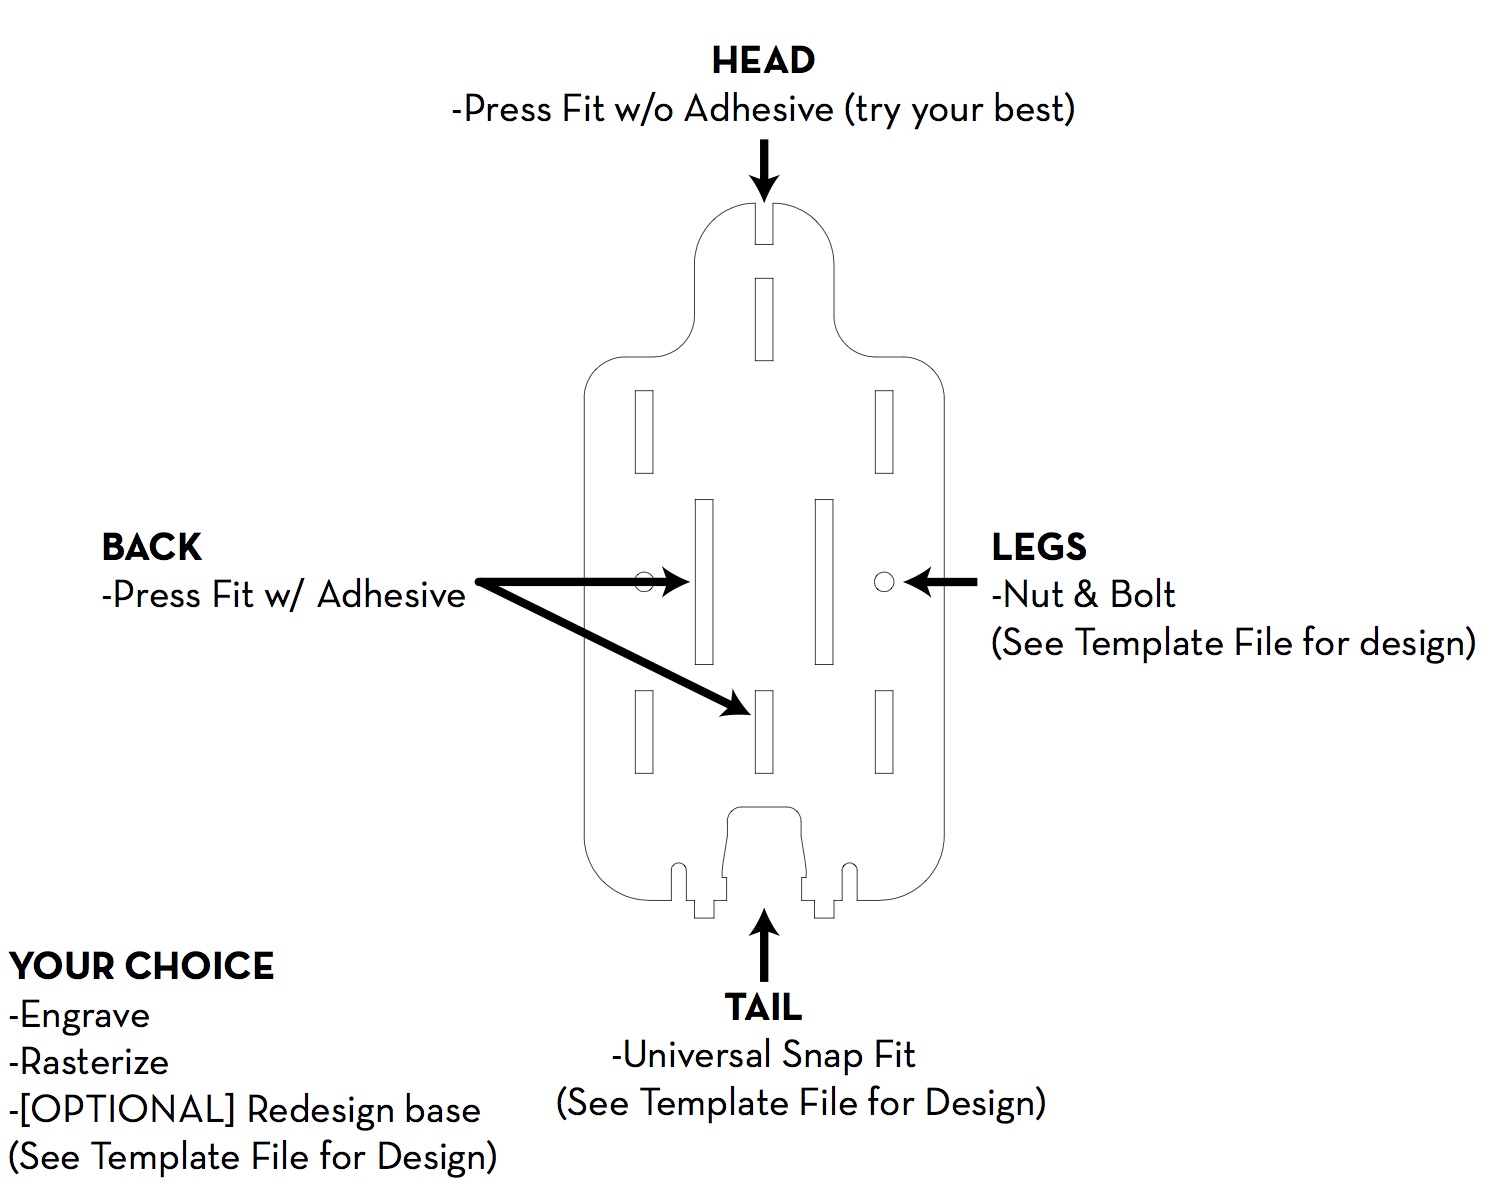 HEAD
-Press Fit w/o Adhesive (try your best)
BACK
-Press Fit w/ Adhesive
LEGS
-Nut & Bolt
(See Template File for design)
YOUR CHOICE
-Engrave
-Rasterize
-[OPTIONAL] Redesign base
(See Template File for Design)
TAIL
-Universal Snap Fit
(See Template File for Design)